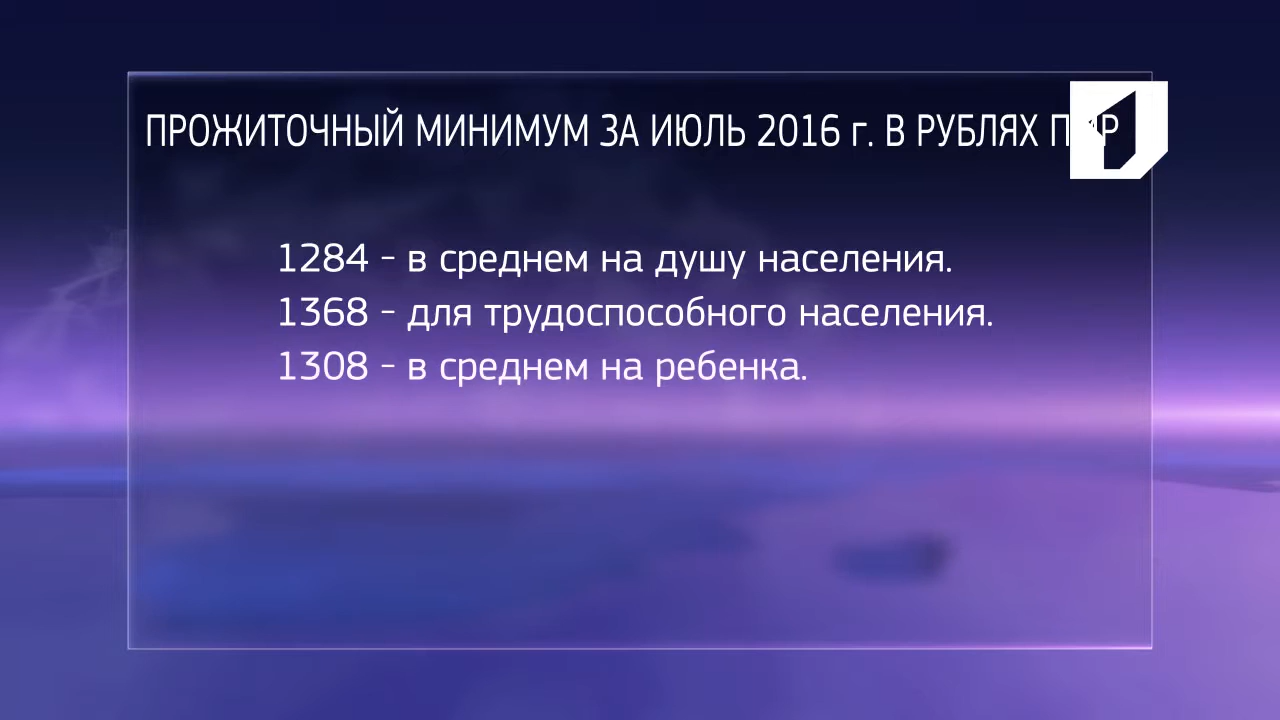 ПРОЖИТОЧНЫЙ МИНИМУМ ЗА ИЮЛЬ 2016 г. В РУБЛЯХ
1284 - в среднем на душу населения.
1368 - для трудоспособного населения.
1308 - в среднем на ребенка.